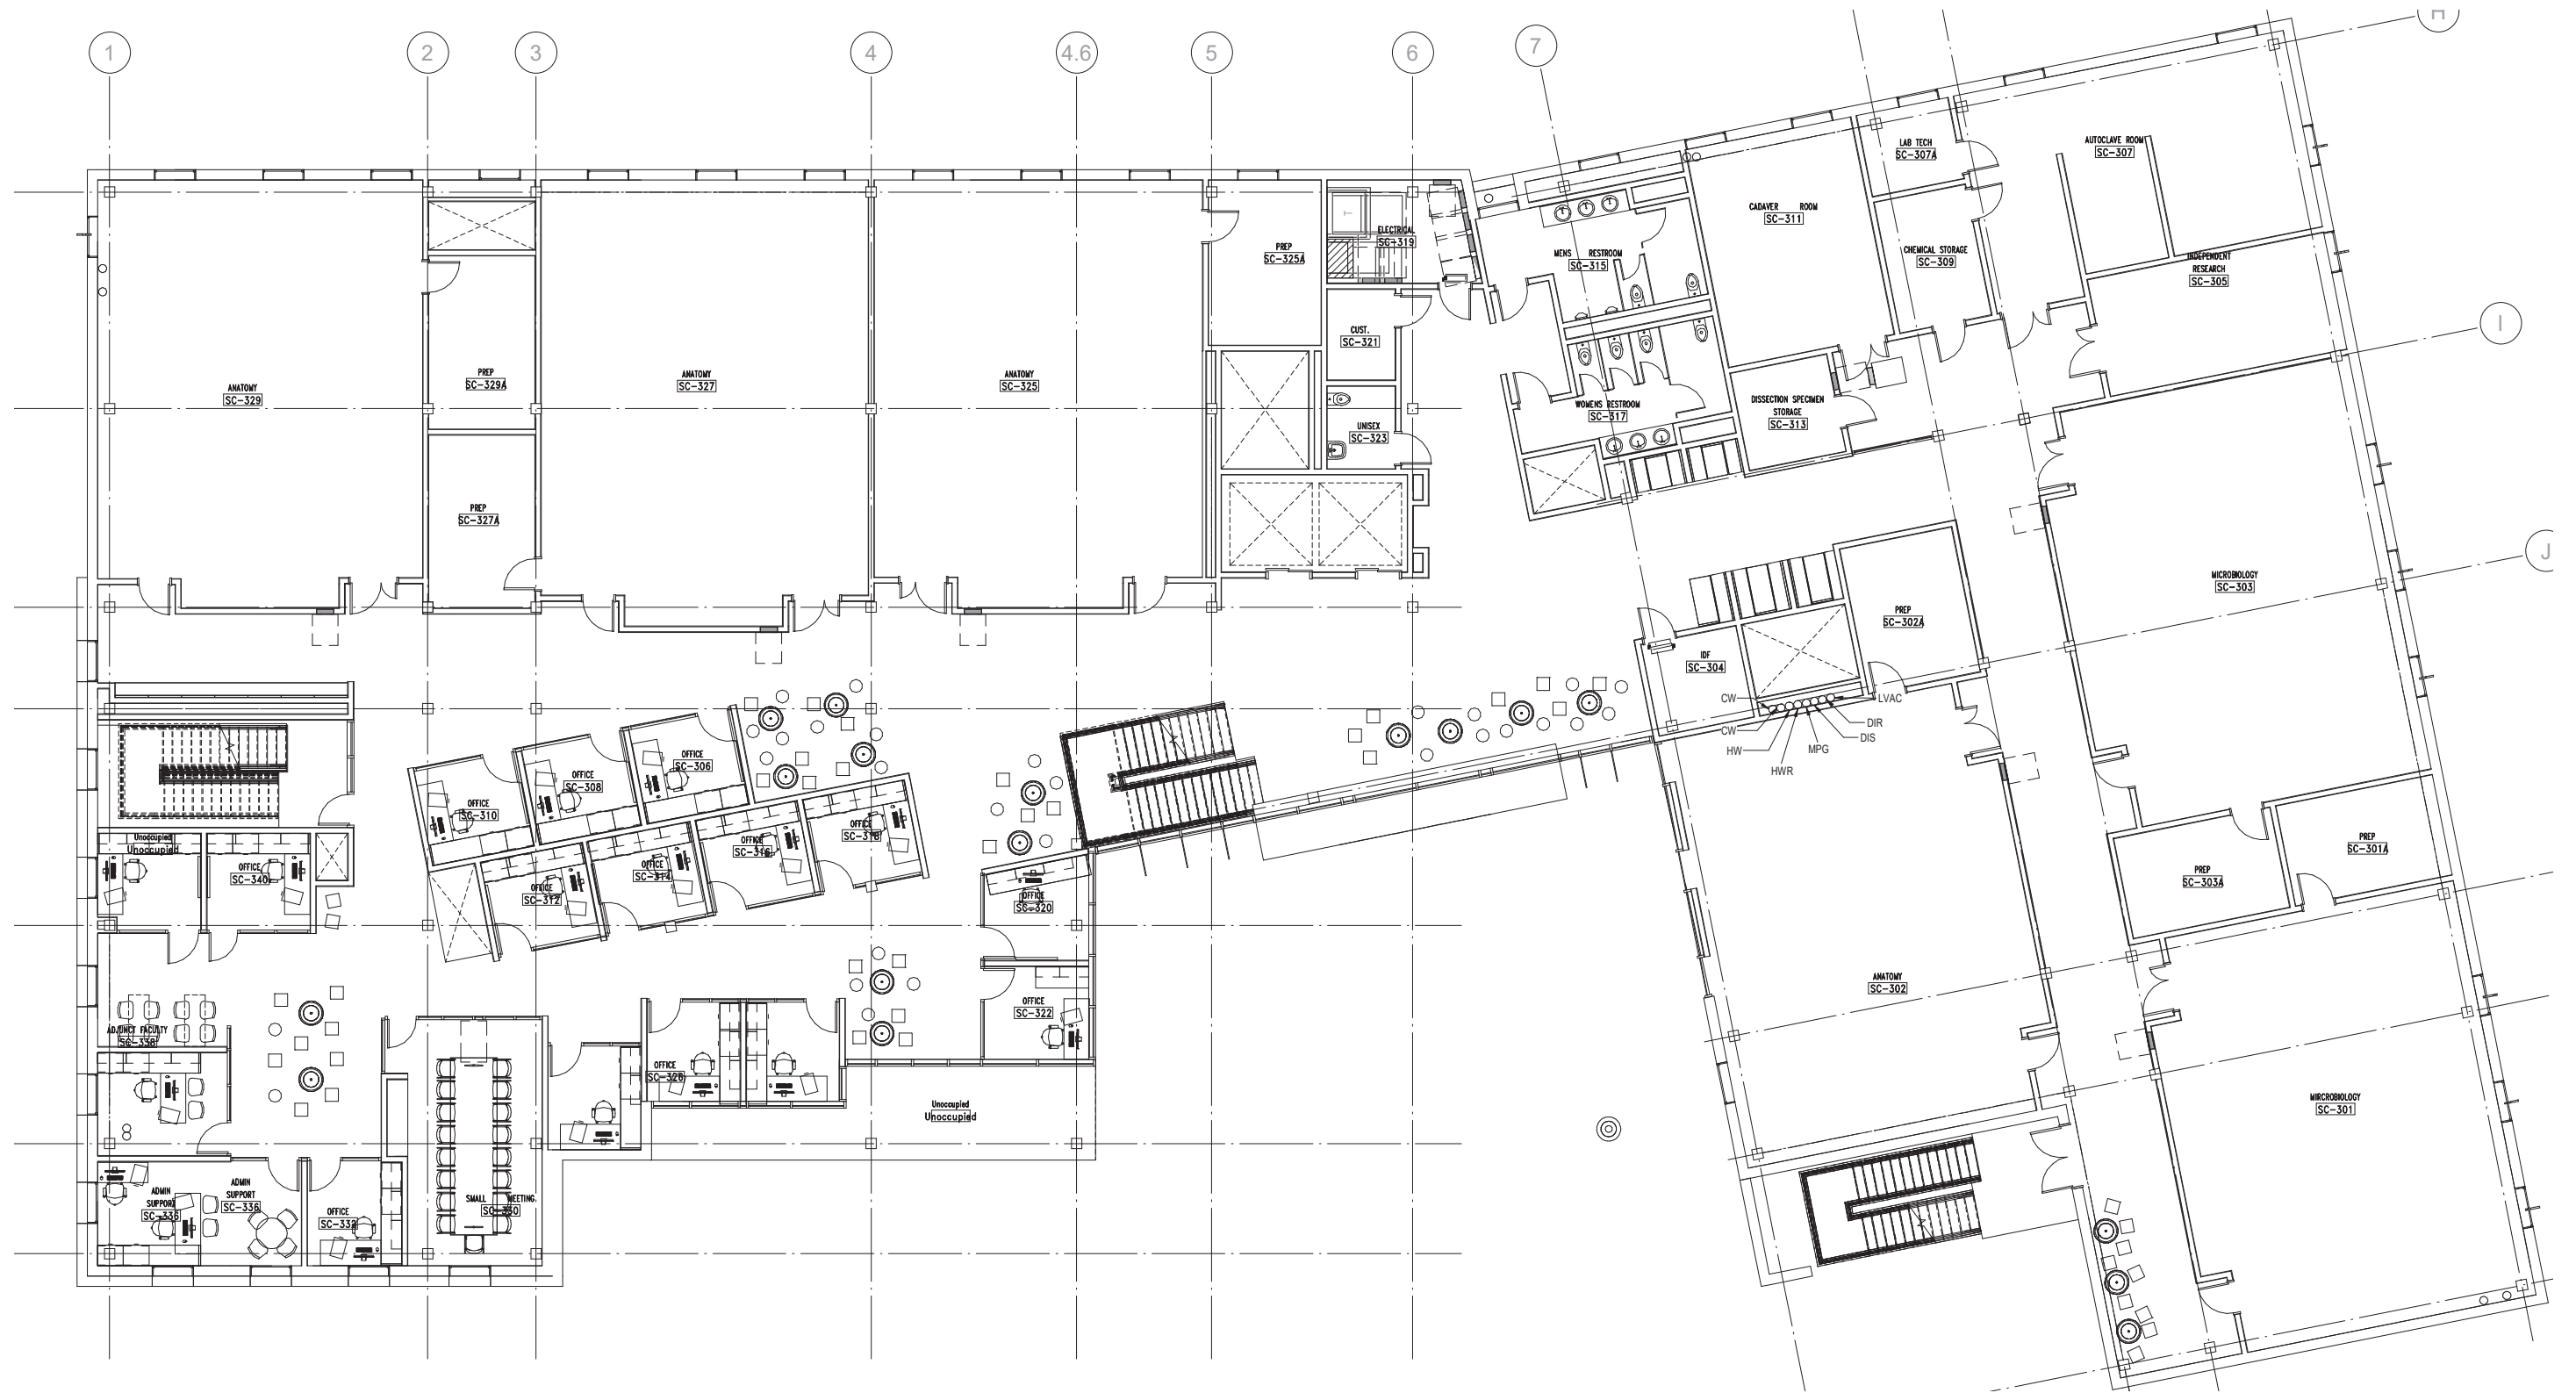 1
2
3
4
4.6
5
6
7
H
I
J
LAB TECH
SC-307A
AUTOCLAVE ROOM
SC-307
CADAVER ROOM
SC-311
CHEMICAL STORAGE
SC-309
INDEPENDENT
RESEARCH
SC-305
MENS RESTROOM
SC-315
ELECTRICAL
SC-319
T
PREP
SC-325A
CUST.
SC-321
UNISEX
SC-323
WOMENS RESTROOM
SC-317
DISSECTION SPECIMEN
STORAGE
SC-313
ANATOMY
SC-329
PREP
SC-329A
ANATOMY
SC-327
ANATOMY
SC-325
PREP
SC-327A
MICROBIOLOGY
SC-303
PREP
SC-302A
IDF
SC-304
CW
CW
HW
HWR
MPG
DIS
DIR
LVAC
OFFICE
SC-306
OFFICE
SC-308
OFFICE
SC-310
OFFICE
SC-312
OFFICE
SC-314
OFFICE
SC-316
OFFICE
SC-318
OFFICE
SC-320
OFFICE
SC-322
Unoccupied
Unoccupied
OFFICE
SC-340
PREP
SC-301A
PREP
SC-303A
ANATOMY
SC-302
ADJUNCT FACULTY
SC-338
OFFICE
SC-326
Unoccupied
Unoccupied
MIRCROBIOLOGY
SC-301
ADMIN
SUPPORT
SC-335
ADMIN
SUPPORT
SC-336
OFFICE
SC-332
SMALL MEETING
SC-330